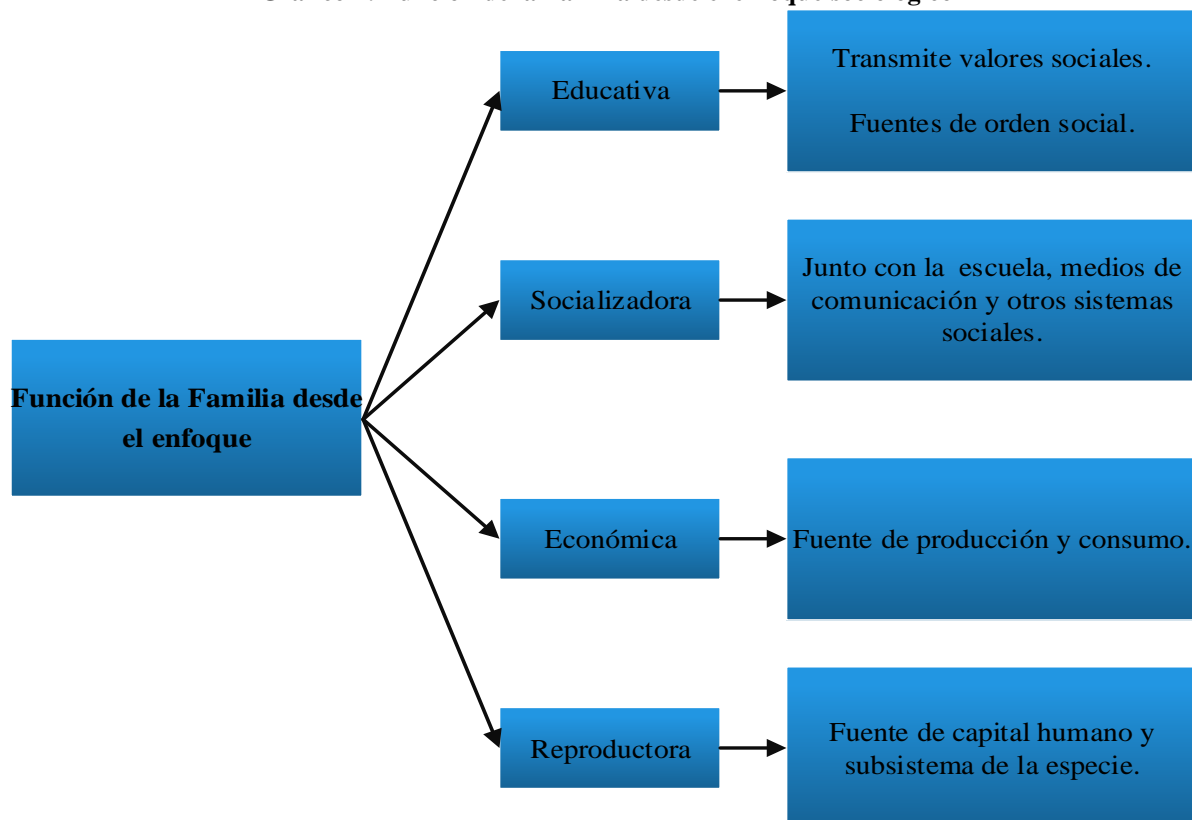 Educativa
Transmite valores sociales.
Fuentes de orden social.
Socializadora
Junto con la escuela, medios de
comunicación y otros sistemas
sociales.
Función de la Familia desde
el enfoque
Económica
Fuente de producción y consumo.
Reproductora
Fuente de capital humano y
subsistema de la especie.